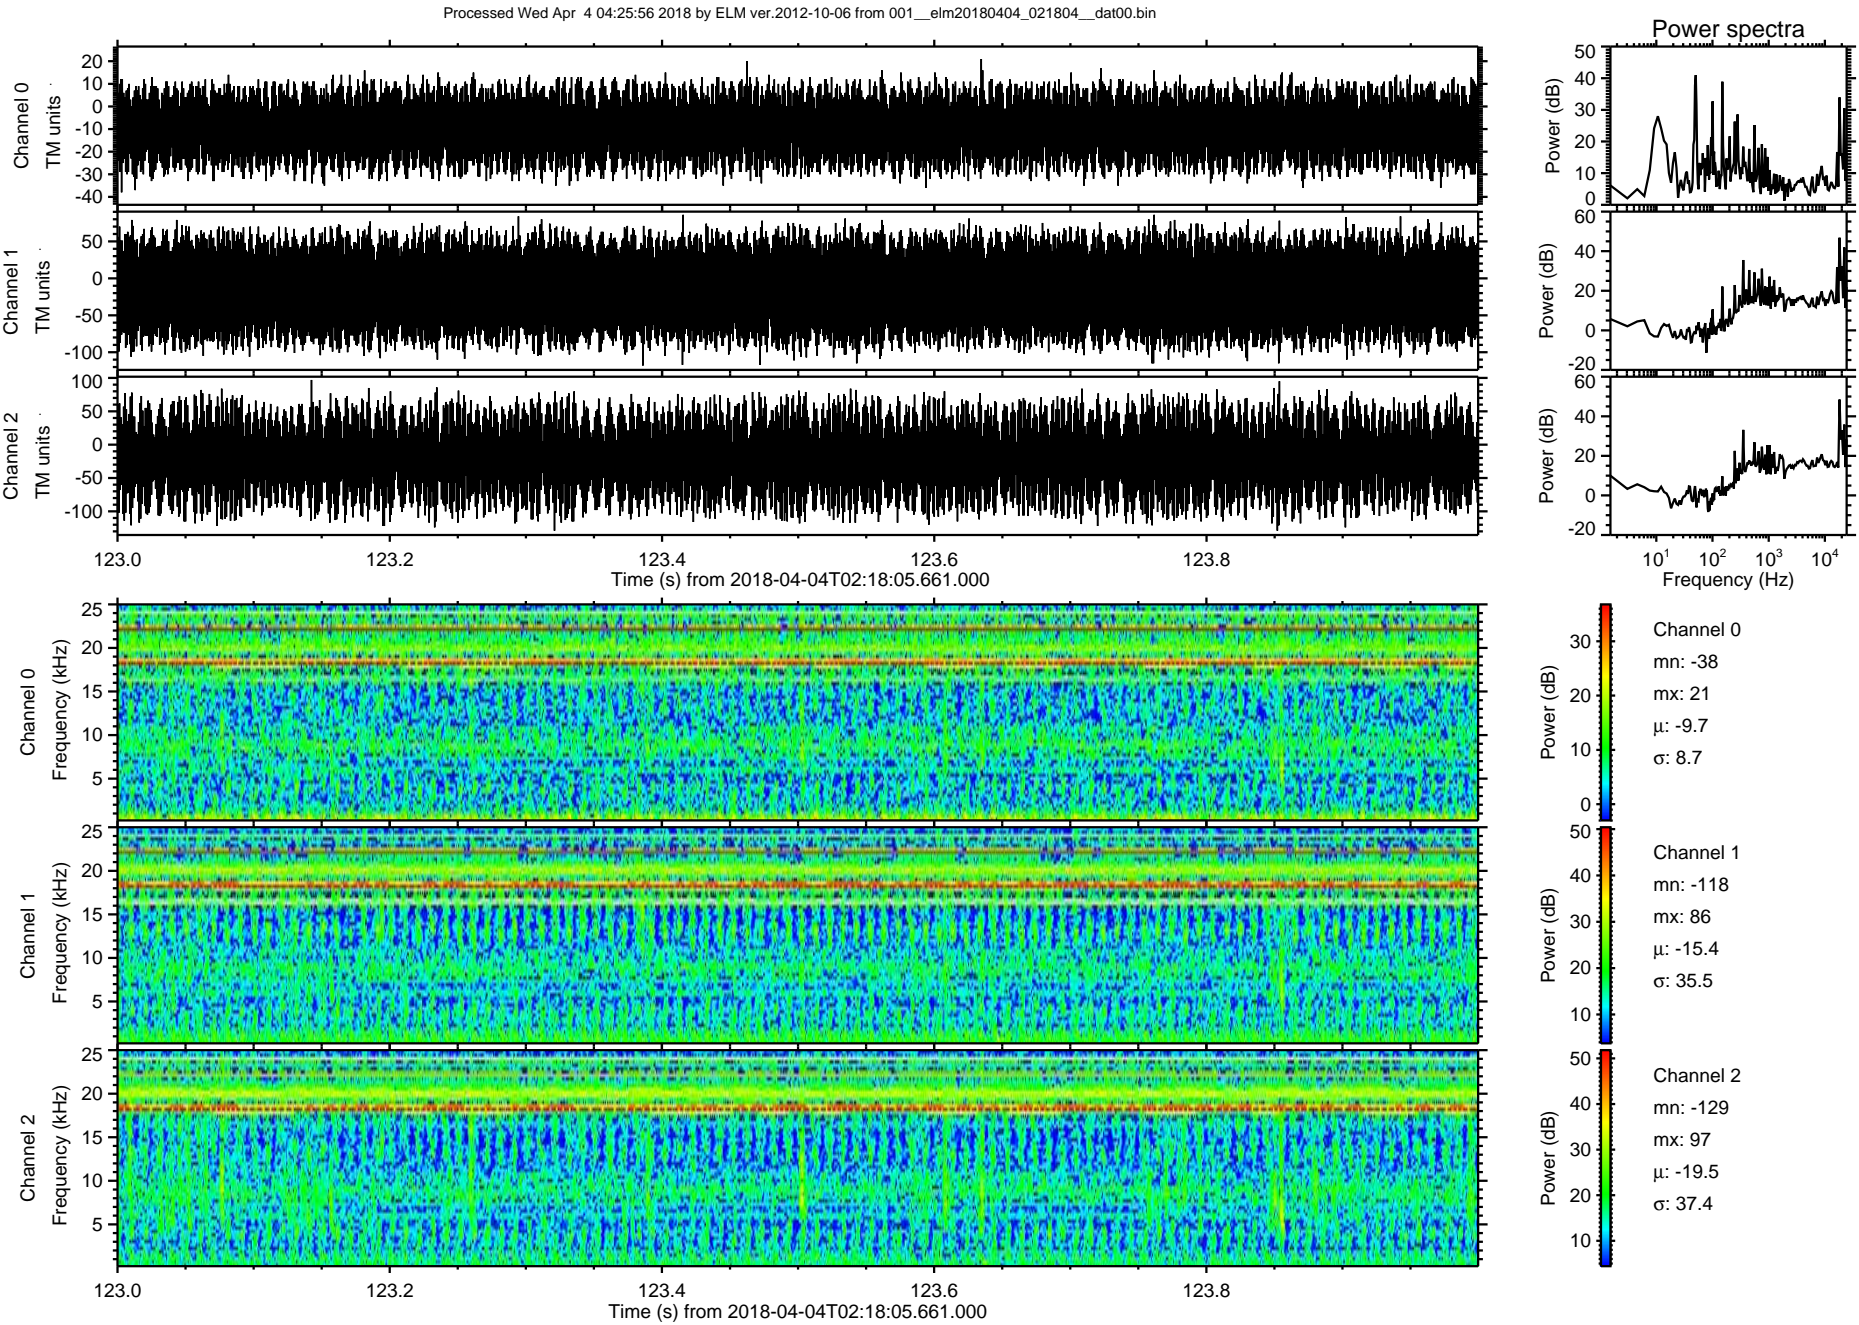 Processed Wed Apr  4 04:25:56 2018 by ELM ver.2012-10-06 from 001__elm20180404_021804__dat00.bin
Power spectra
Channel 0
TM units
20
10
0
-10
-20
-30
-40
Power (dB)
50
40
30
20
10
0
Channel 1
TM units
50
0
-50
-100
Power (dB)
60
40
20
0
-20
Channel 2
TM units
100
50
0
-50
-100
Power (dB)
60
40
20
0
-20
123.0 123.2 123.4 123.6 123.8
Time (s) from 2018-04-04T02:18:05.661.000
10¹ 10² 10³ 10⁴
Frequency (Hz)
Channel 0
Frequency (kHz)
25
20
15
10
5
Power (dB)
30
20
10
0
Channel 0
mn: -38
mx: 21
μ: -9.7
σ: 8.7
Channel 1
Frequency (kHz)
25
20
15
10
5
Power (dB)
50
40
30
20
10
Channel 1
mn: -118
mx: 86
μ: -15.4
σ: 35.5
Channel 2
Frequency (kHz)
25
20
15
10
5
Power (dB)
50
40
30
20
10
Channel 2
mn: -129
mx: 97
μ: -19.5
σ: 37.4
123.0 123.2 123.4 123.6 123.8
Time (s) from 2018-04-04T02:18:05.661.000